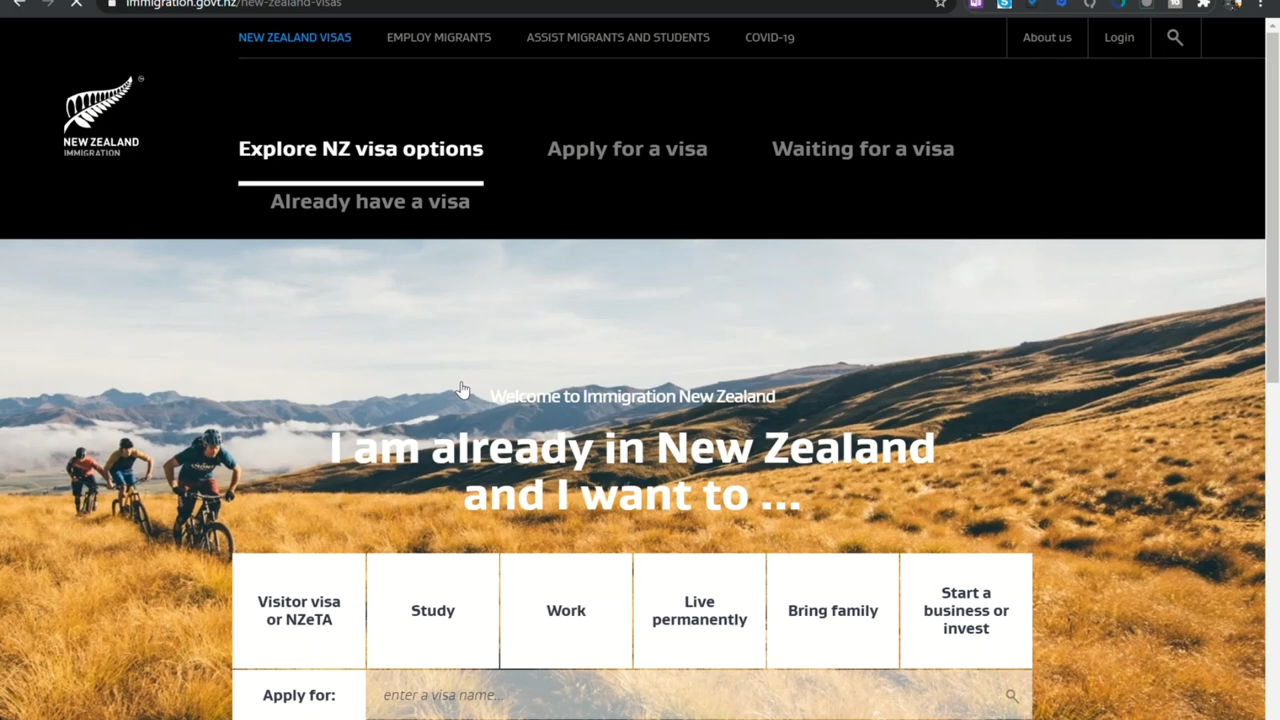 immigration.govt.nz/new-zealand-visas
NEW ZEALAND VISAS EMPLOY MIGRANTS ASSIST MIGRANTS AND STUDENTS COVID-19 About us Login
NEW ZEALAND
IMMIGRATION
Explore NZ visa options Apply for a visa Waiting for a visa
Already have a visa
Welcome to Immigration New Zealand
I am already in New Zealand
and I want to ...
Visitor visa
or NZeTA
Study
Work
Live
permanently
Bring family
Start a
business or
invest
Apply for: enter a visa name...